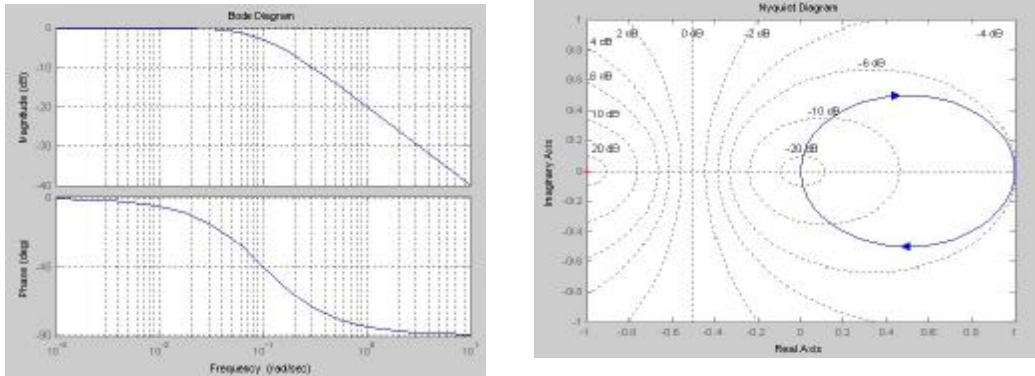 Bode Diagram
Magnitude (dB)
0
-10
-20
-30
-40
Phase (deg)
0
-45
-90
Frequency (rad/sec)
Nyquist Diagram
Imaginary Axis
1
0.8
0.6
0.4
0.2
0
-0.2
-0.4
-0.6
-0.8
-1
2 dB
0 dB
-2 dB
-4 dB
4 dB
-6 dB
10 dB
-10 dB
20 dB
-20 dB
-1 -0.8 -0.6 -0.4 -0.2 0 0.2 0.4 0.6 0.8 1
Real Axis